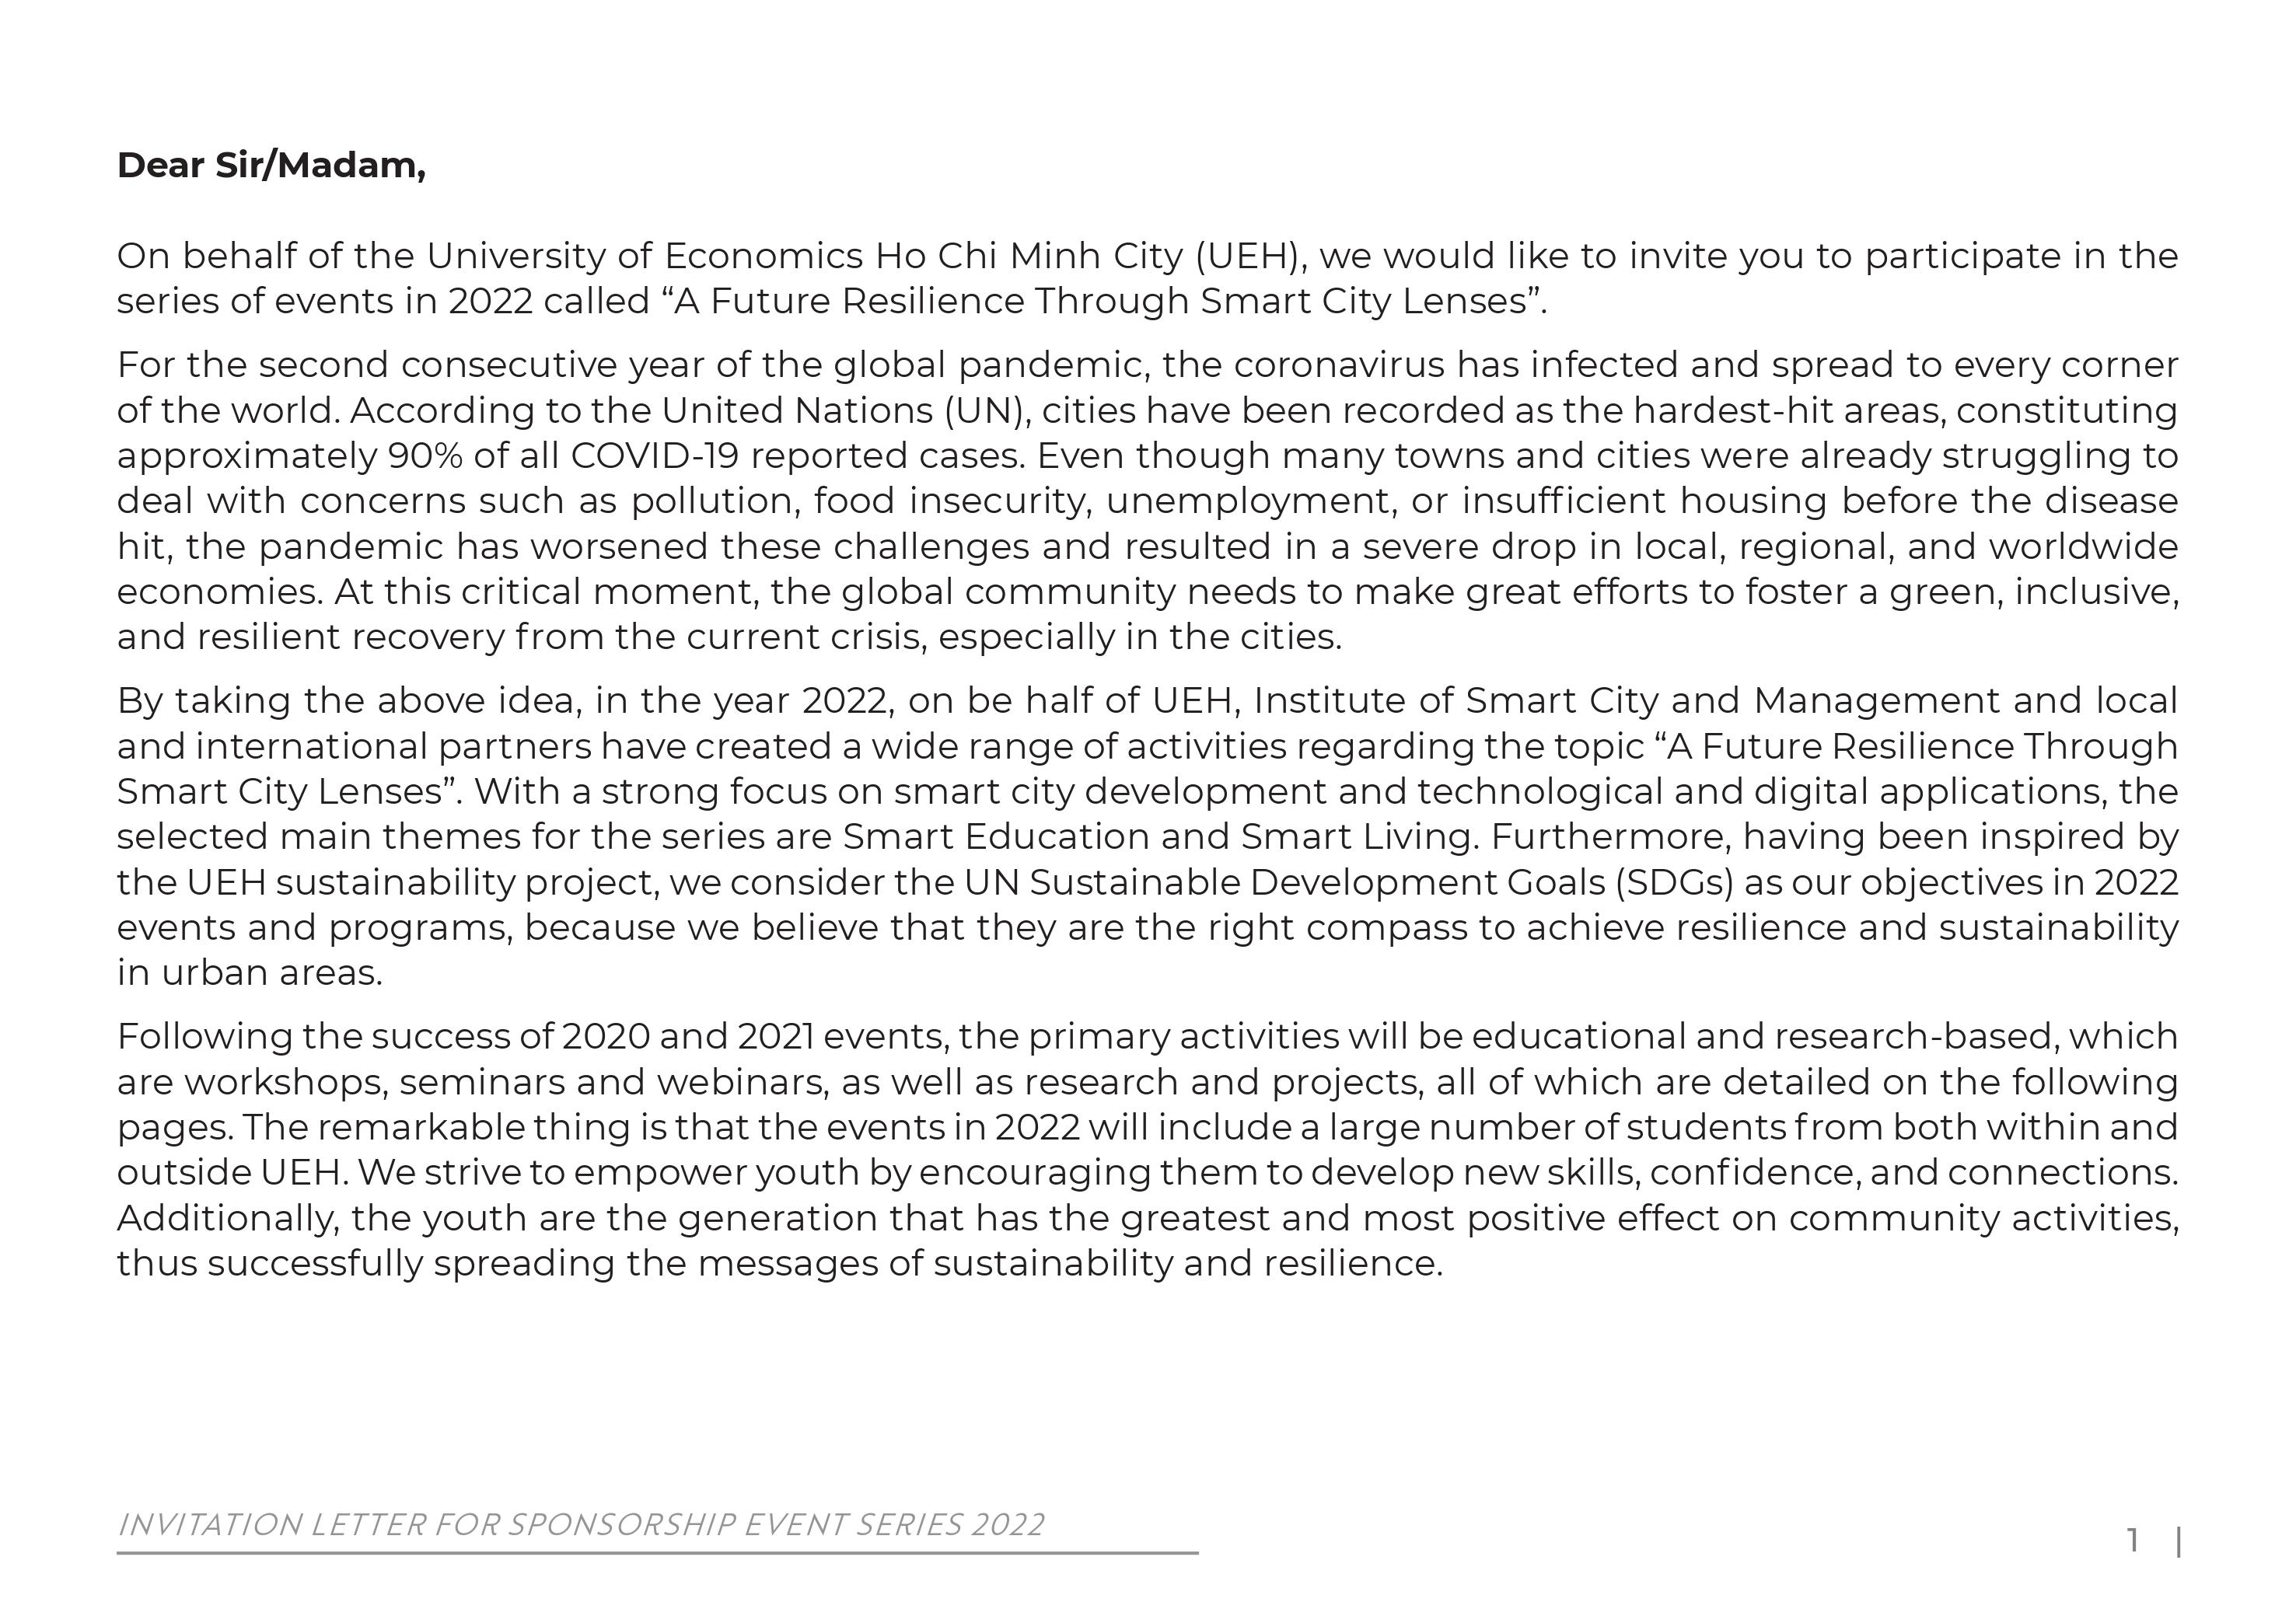 Dear Sir/Madam,
On behalf of the University of Economics Ho Chi Minh City (UEH), we would like to invite you to participate in the
series of events in 2022 called “A Future Resilience Through Smart City Lenses”.
For the second consecutive year of the global pandemic, the coronavirus has infected and spread to every corner
of the world. According to the United Nations (UN), cities have been recorded as the hardest-hit areas, constituting
approximately 90% of all COVID-19 reported cases. Even though many towns and cities were already struggling to
deal with concerns such as pollution, food insecurity, unemployment, or insufficient housing before the disease
hit, the pandemic has worsened these challenges and resulted in a severe drop in local, regional, and worldwide
economies. At this critical moment, the global community needs to make great efforts to foster a green, inclusive,
and resilient recovery from the current crisis, especially in the cities.
By taking the above idea, in the year 2022, on be half of UEH, Institute of Smart City and Management and local
and international partners have created a wide range of activities regarding the topic “A Future Resilience Through
Smart City Lenses”. With a strong focus on smart city development and technological and digital applications, the
selected main themes for the series are Smart Education and Smart Living. Furthermore, having been inspired by
the UEH sustainability project, we consider the UN Sustainable Development Goals (SDGs) as our objectives in 2022
events and programs, because we believe that they are the right compass to achieve resilience and sustainability
in urban areas.
Following the success of 2020 and 2021 events, the primary activities will be educational and research-based, which
are workshops, seminars and webinars, as well as research and projects, all of which are detailed on the following
pages. The remarkable thing is that the events in 2022 will include a large number of students from both within and
outside UEH. We strive to empower youth by encouraging them to develop new skills, confidence, and connections.
Additionally, the youth are the generation that has the greatest and most positive effect on community activities,
thus successfully spreading the messages of sustainability and resilience.
INVITATION LETTER FOR SPONSORSHIP EVENT SERIES 2022
1 |